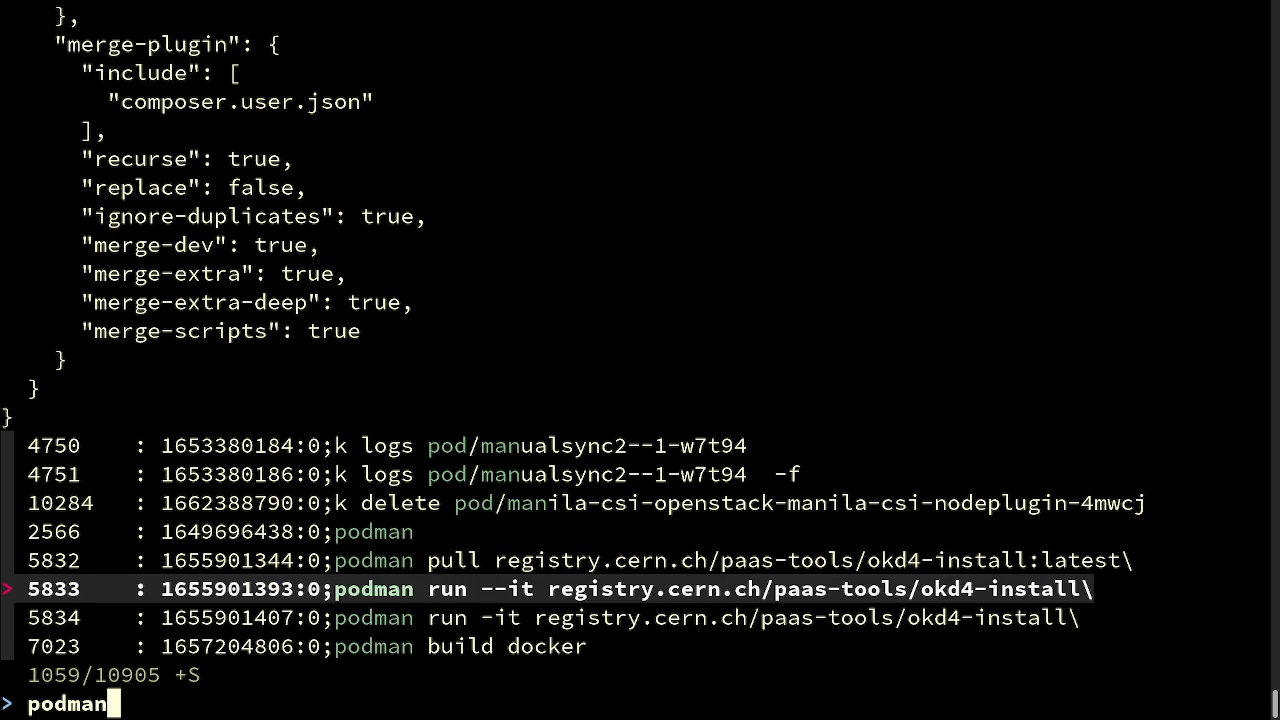 },
    "merge-plugin": {
      "include": [
        "composer.user.json"
      ],
      "recurse": true,
      "replace": false,
      "ignore-duplicates": true,
      "merge-dev": true,
      "merge-extra": true,
      "merge-extra-deep": true,
      "merge-scripts": true
    }
  }
}
  4750    : 1653380184:0;k logs pod/manualsync2--1-w7t94
  4751    : 1653380186:0;k logs pod/manualsync2--1-w7t94  -f
  10284   : 1662388790:0;k delete pod/manila-csi-openstack-manila-csi-nodeplugin-4mwcj
  2566    : 1649696438:0;podman
  5832    : 1655901344:0;podman pull registry.cern.ch/paas-tools/okd4-install:latest\
> 5833    : 1655901393:0;podman run --it registry.cern.ch/paas-tools/okd4-install\
  5834    : 1655901407:0;podman run -it registry.cern.ch/paas-tools/okd4-install\
  7023    : 1657204806:0;podman build docker
  1059/10905 +S
> podman